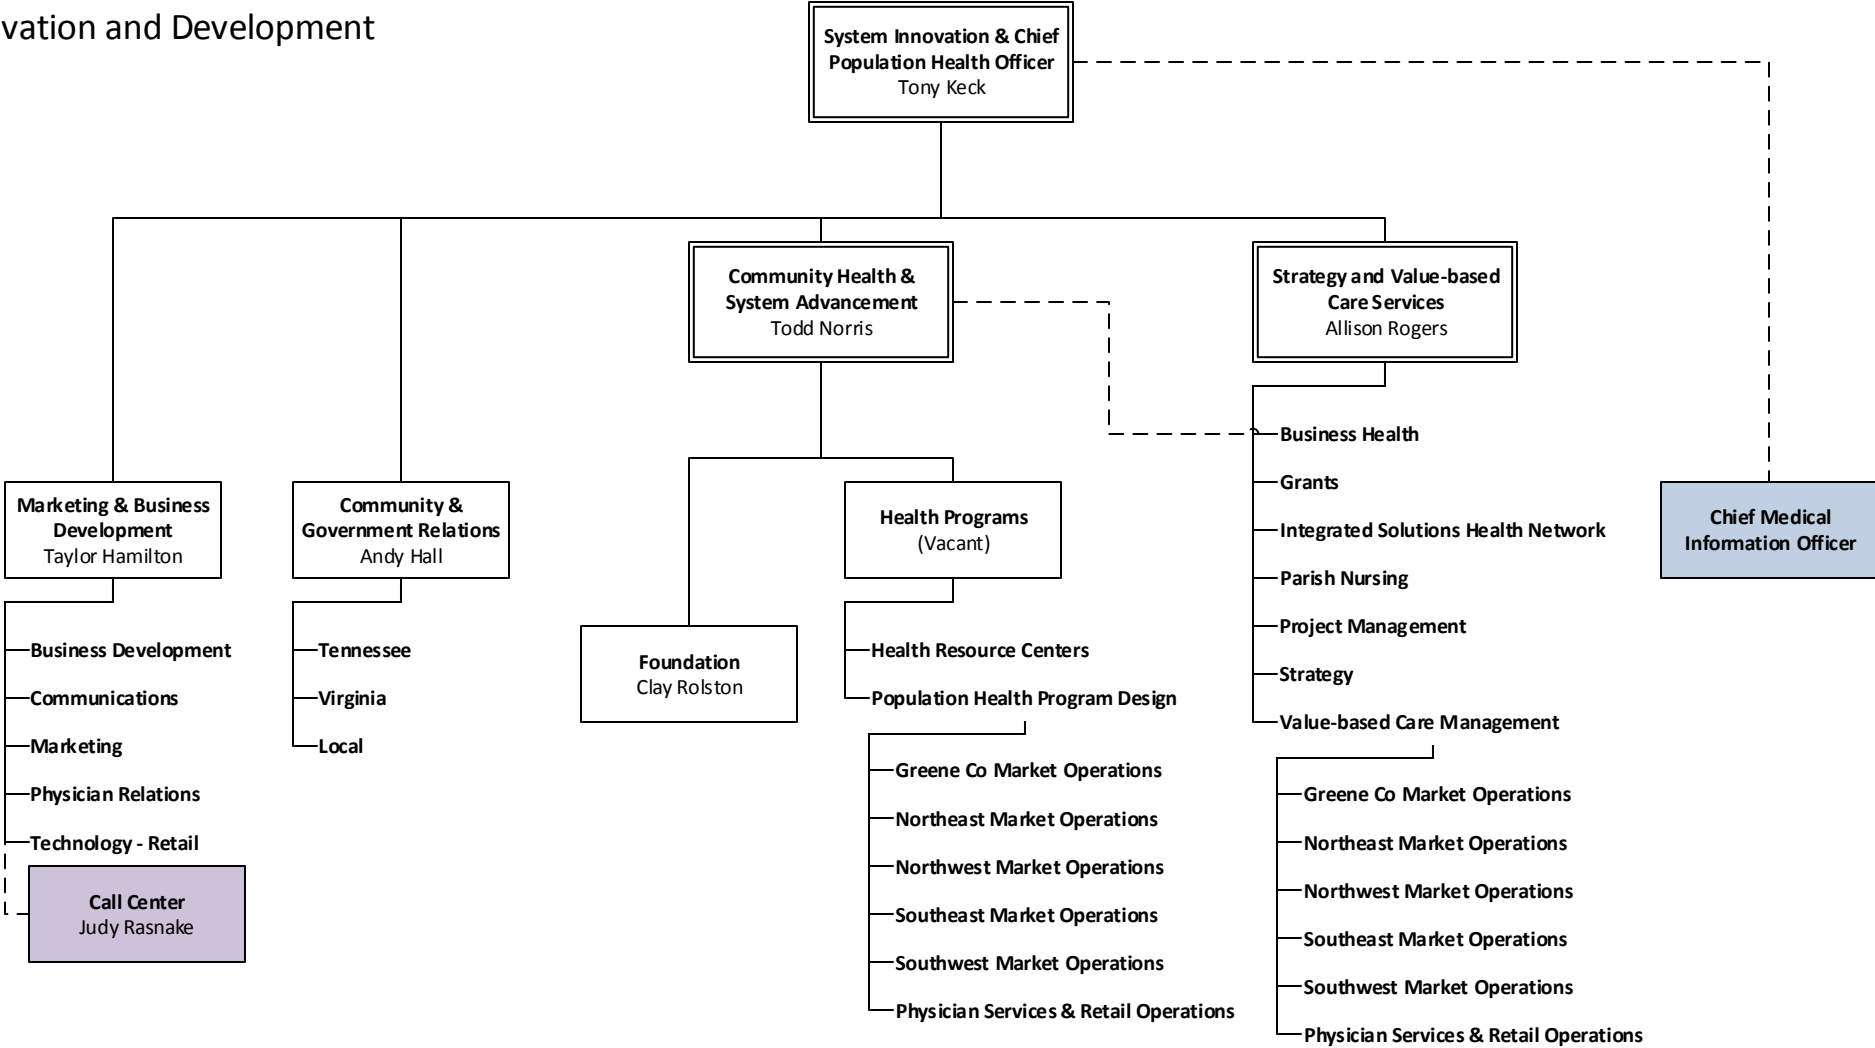 vation and Development
System Innovation & Chief
Population Health Officer
Tony Keck
Community Health &
System Advancement
Todd Norris
Strategy and Value-based
Care Services
Allison Rogers
Marketing & Business
Development
Taylor Hamilton
Business Development
Communications
Marketing
Physician Relations
Technology - Retail
Call Center
Judy Rasnake
Community &
Government Relations
Andy Hall
Tennessee
Virginia
Local
Foundation
Clay Rolston
Health Programs
(Vacant)
Health Resource Centers
Population Health Program Design
Greene Co Market Operations
Northeast Market Operations
Northwest Market Operations
Southeast Market Operations
Southwest Market Operations
Physician Services & Retail Operations
Business Health
Grants
Integrated Solutions Health Network
Parish Nursing
Project Management
Strategy
Value-based Care Management
Greene Co Market Operations
Northeast Market Operations
Northwest Market Operations
Southeast Market Operations
Southwest Market Operations
Physician Services & Retail Operations
Chief Medical
Information Officer